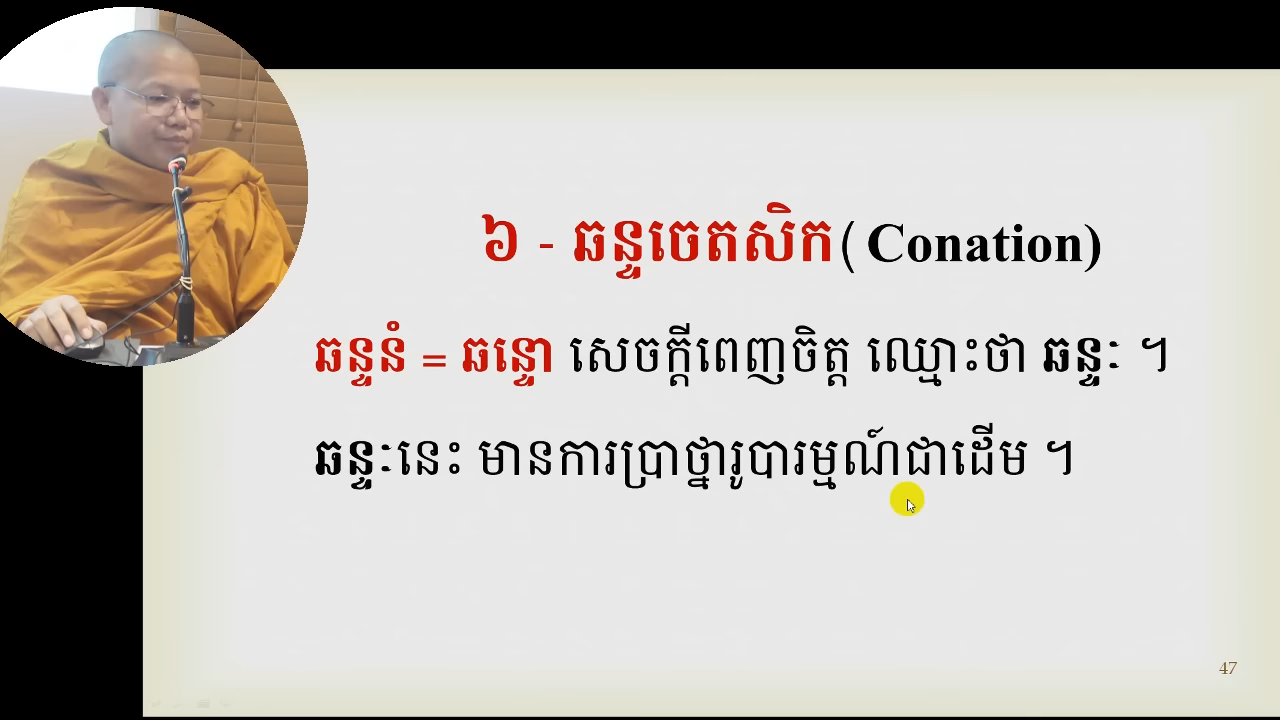 ៦ - ឆន្ទចេតសិក(Conation)
ឆន្ទនំ = ឆន្ទោ សេចក្តីពេញចិត្ត ឈ្មោះថា ឆន្ទៈ ។
ឆន្ទៈនេះ មានការប្រាថ្នារូបារម្មណ៍ជាដើម ។
47